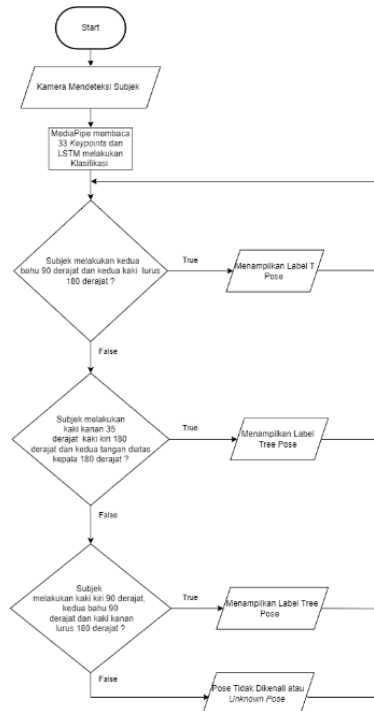 Start
Kamera Mendeteksi Subjek
MediaPipe membaca
33 Keypoints dan
LSTM melakukan
Klasifikasi
Subjek melakukan kedua
bahu 90 derajat dan kedua kaki lurus
180 derajat ?
True
Menampilkan Label T
Pose
False
Subjek melakukan
kaki kanan 35
derajat kaki kiri 180
derajat dan kedua tangan diatas
kepala 180 derajat ?
True
Menampilkan Label
Tree Pose
False
Subjek
melakukan kaki kiri 90 derajat,
kedua bahu 90
derajat dan kaki kanan
lurus 180 derajat ?
True
Menampilkan Label Tree
Pose
False
Pose Tidak Dikenali atau
Unknown Pose